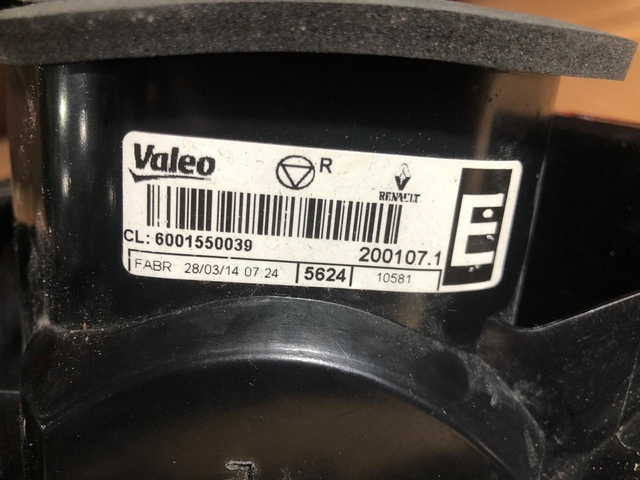 Valeo
R
RENAULT
CL: 6001550039
200107.1
E
FABR 28/03/14 07 24 5624 10581